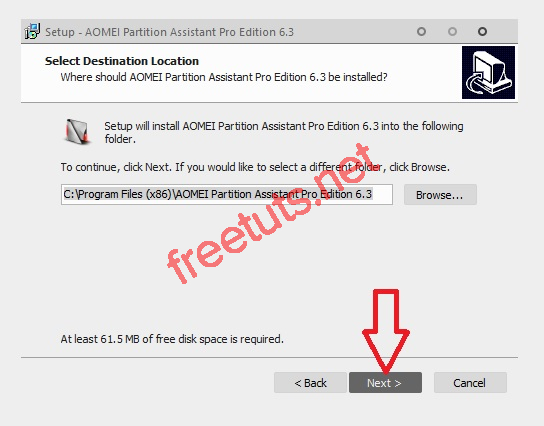 Setup - AOMEI Partition Assistant Pro Edition 6.3
Select Destination Location
Where should AOMEI Partition Assistant Pro Edition 6.3 be installed?
Setup will install AOMEI Partition Assistant Pro Edition 6.3 into the following
folder.
To continue, click Next. If you would like to select a different folder, click Browse.
C:\Program Files (x86)\AOMEI Partition Assistant Pro Edition 6.3
Browse...
freetuts.net
At least 61.5 MB of free disk space is required.
< Back
Next >
Cancel